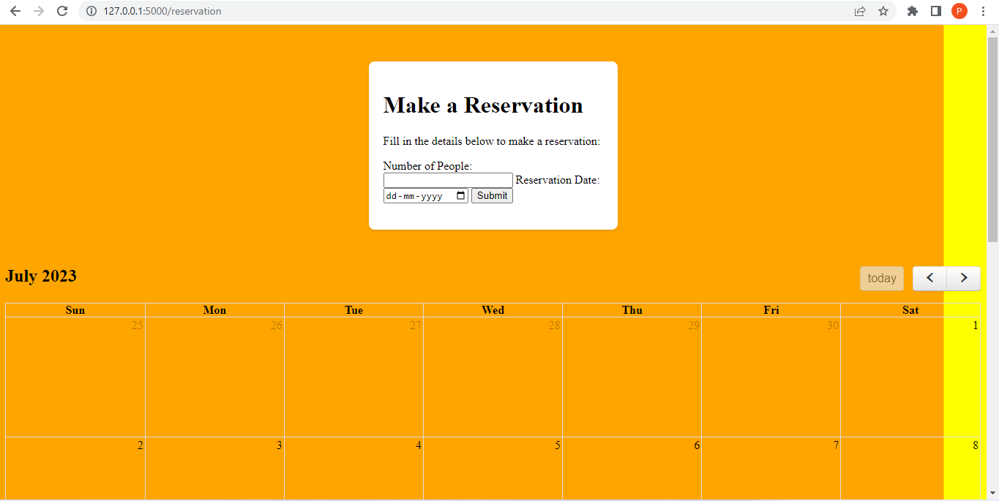 127.0.0.1:5000/reservation
P
Make a Reservation
Fill in the details below to make a reservation:
Number of People:
Reservation Date:
dd-mm-yyyy Submit
July 2023 today
Sun Mon Tue Wed Thu Fri Sat
25 26 27 28 29 30 1
2 3 4 5 6 7 8